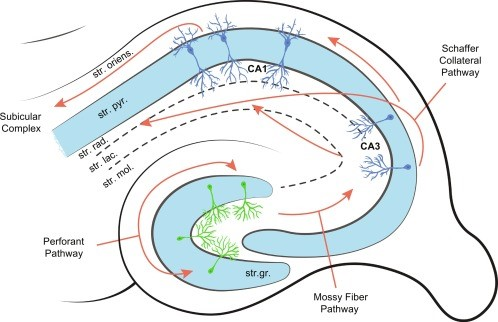 str. oriens.
CA1
Schaffer
Collateral
Pathway
Subicular
Complex
str. pyr.
str. rad.
str. lac.
str. mol.
CA3
Perforant
Pathway
str.gr.
Mossy Fiber
Pathway